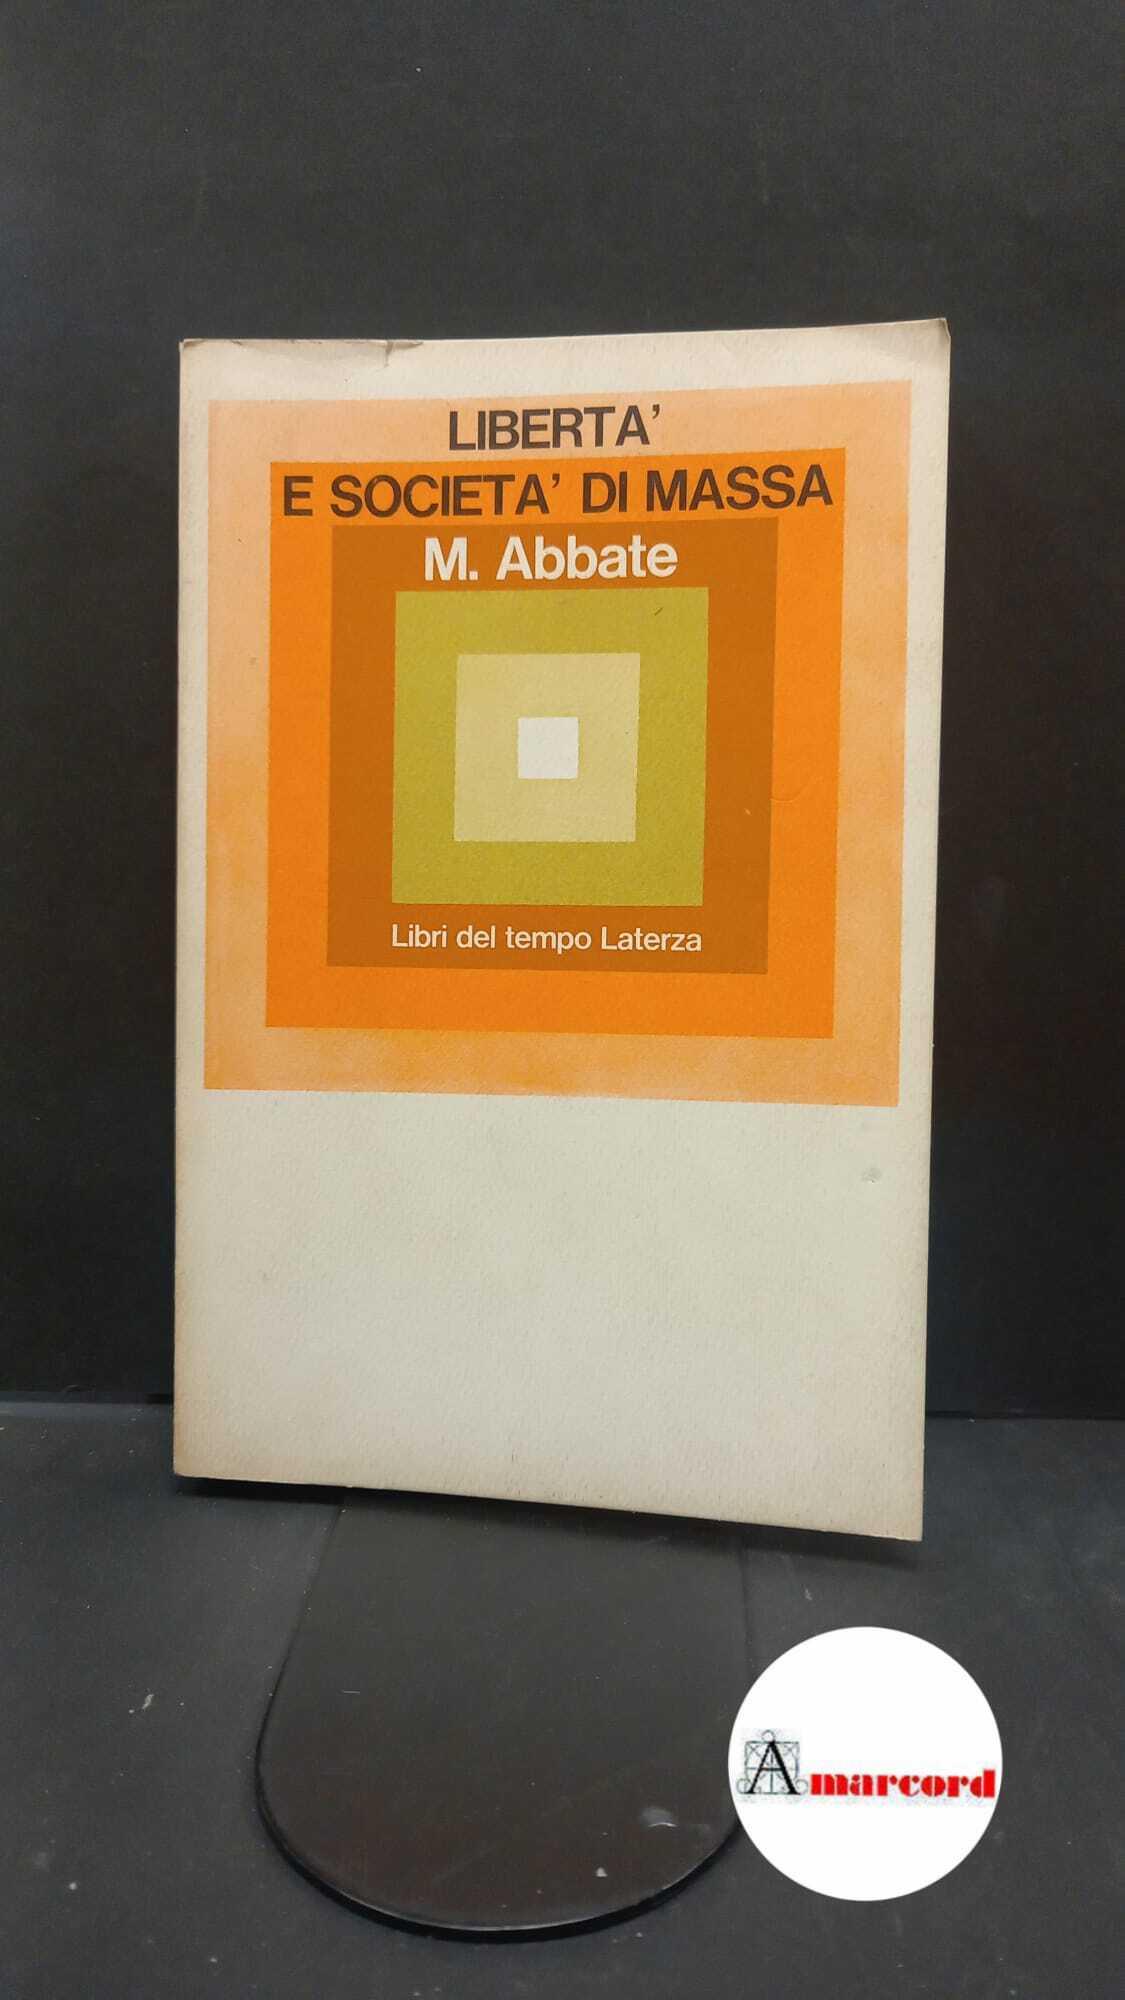 LIBERTA'
E SOCIETA' DI MASSA
M. Abbate
Libri del tempo Laterza
Amarcord